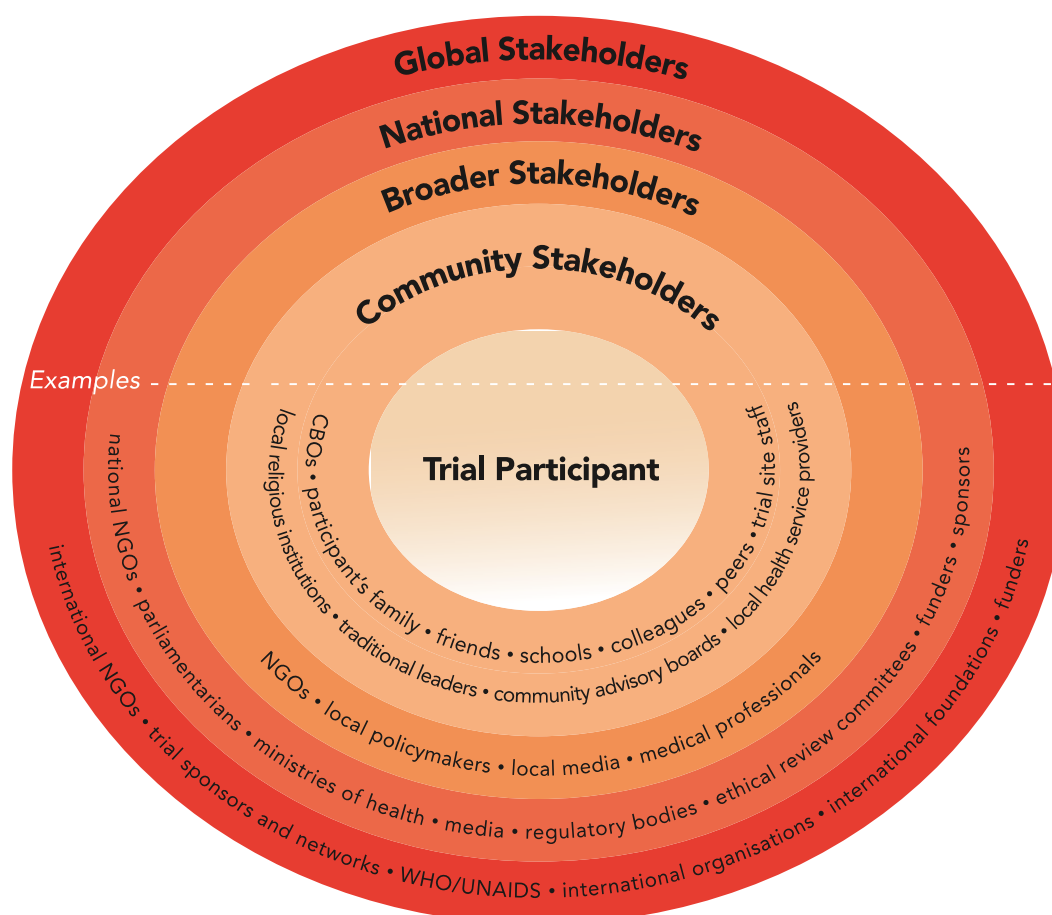 Global Stakeholders
National Stakeholders
Broader Stakeholders
Community Stakeholders
Examples
Trial Participant
CBOs • participant’s family • friends • schools • colleagues • peers • trial site staff
local religious institutions • traditional leaders • community advisory boards • local health service providers
NGOs • local policymakers • local media • medical professionals
national NGOs • parliamentarians • ministries of health • media • regulatory bodies • ethical review committees • funders • sponsors
international NGOs • trial sponsors and networks • WHO/UNAIDS • international organisations • international foundations • funders